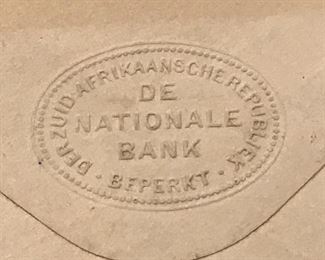 DE
NATIONALE
BANK
DER ZUID-AFRIKAANSCHE REPUBLIEK
· BEPERKT ·